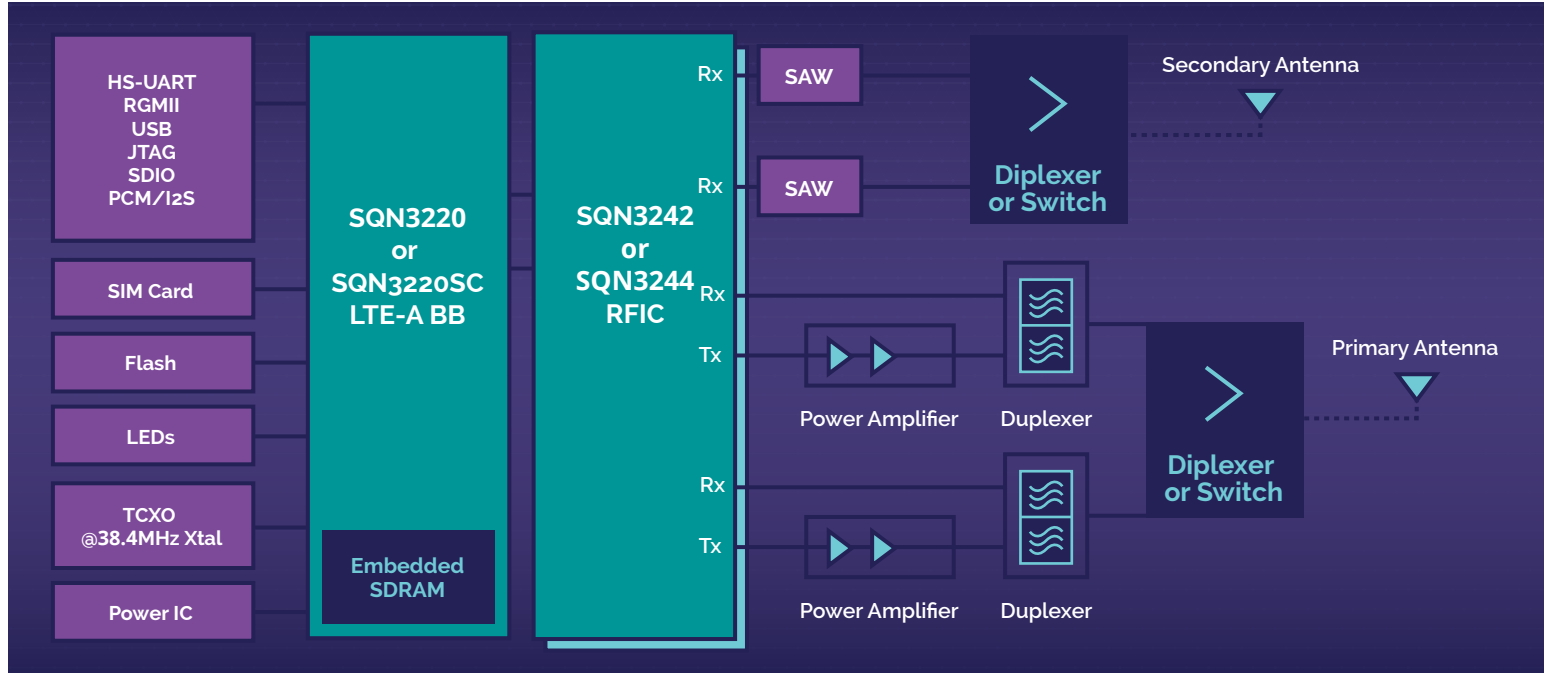 HS-UART
RGMII
USB
JTAG
SDIO
PCM/I2S
SIM Card
Flash
LEDs
TCXO
@38.4MHz Xtal
Power IC
SQN3220
or
SQN3220SC
LTE-A BB
Embedded
SDRAM
SQN3242
or
SQN3244
RFIC
Rx
Rx
Rx
Tx
Rx
Tx
SAW
SAW
Diplexer
or Switch
Secondary Antenna
Power Amplifier
Duplexer
Power Amplifier
Duplexer
Diplexer
or Switch
Primary Antenna